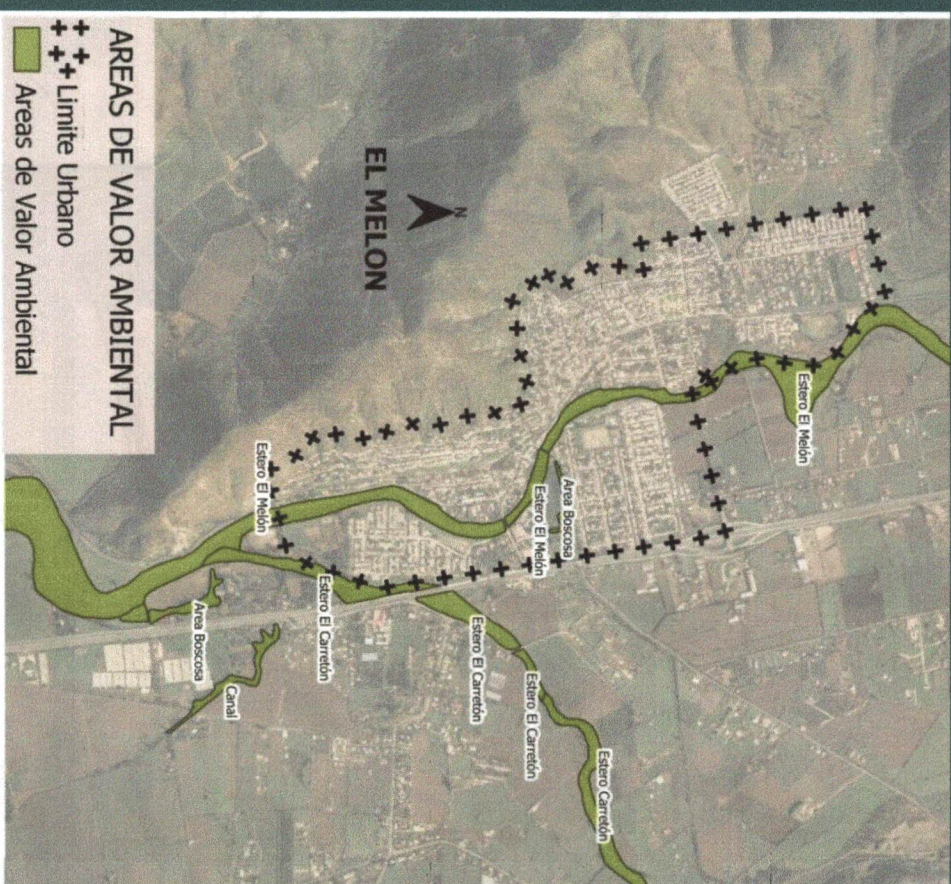 EL MELON
N
Estero El Melón
Area Boscosa
Estero El Melón
Estero El Melón
Estero El Carretón
Estero Carretón
Estero El Carretón
Estero El Carretón
Area Boscosa
Canal
AREAS DE VALOR AMBIENTAL
Limite Urbano
Areas de Valor Ambiental